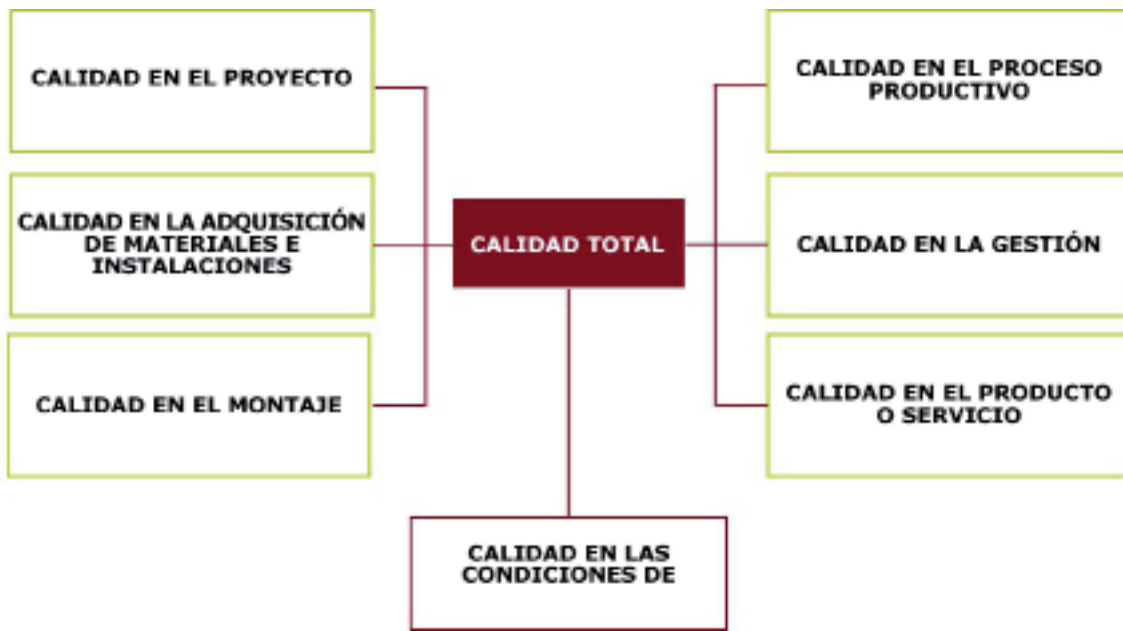 CALIDAD EN EL PROYECTO
CALIDAD EN LA ADQUISICIÓN
DE MATERIALES E
INSTALACIONES
CALIDAD EN EL MONTAJE
CALIDAD TOTAL
CALIDAD EN EL PROCESO
PRODUCTIVO
CALIDAD EN LA GESTIÓN
CALIDAD EN EL PRODUCTO
O SERVICIO
CALIDAD EN LAS
CONDICIONES DE